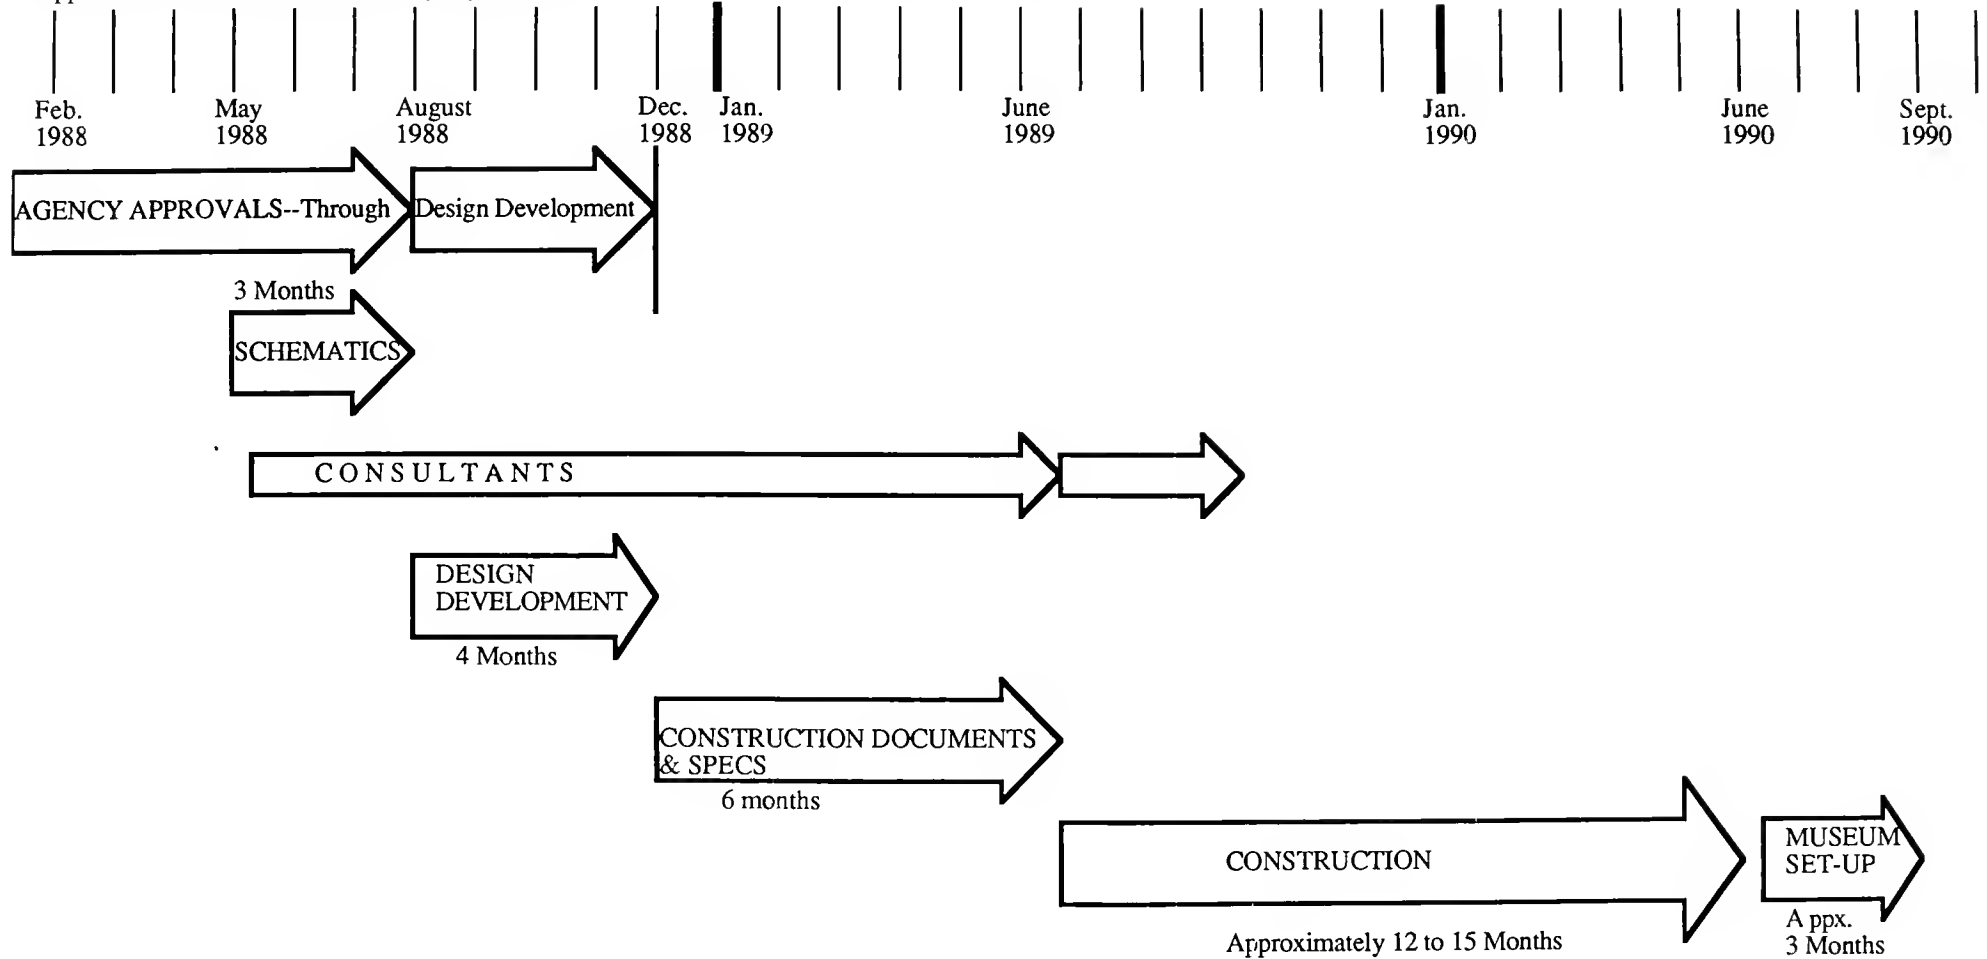 Feb.
1988
May
1988
August
1988
Dec.
1988
Jan.
1989
June
1989
Jan.
1990
June
1990
Sept.
1990
AGENCY APPROVALS--Through
Design Development
3 Months
SCHEMATICS
CONSULTANTS
DESIGN
DEVELOPMENT
4 Months
CONSTRUCTION DOCUMENTS
& SPECS
6 months
CONSTRUCTION
Approximately 12 to 15 Months
MUSEUM
SET-UP
Appx.
3 Months